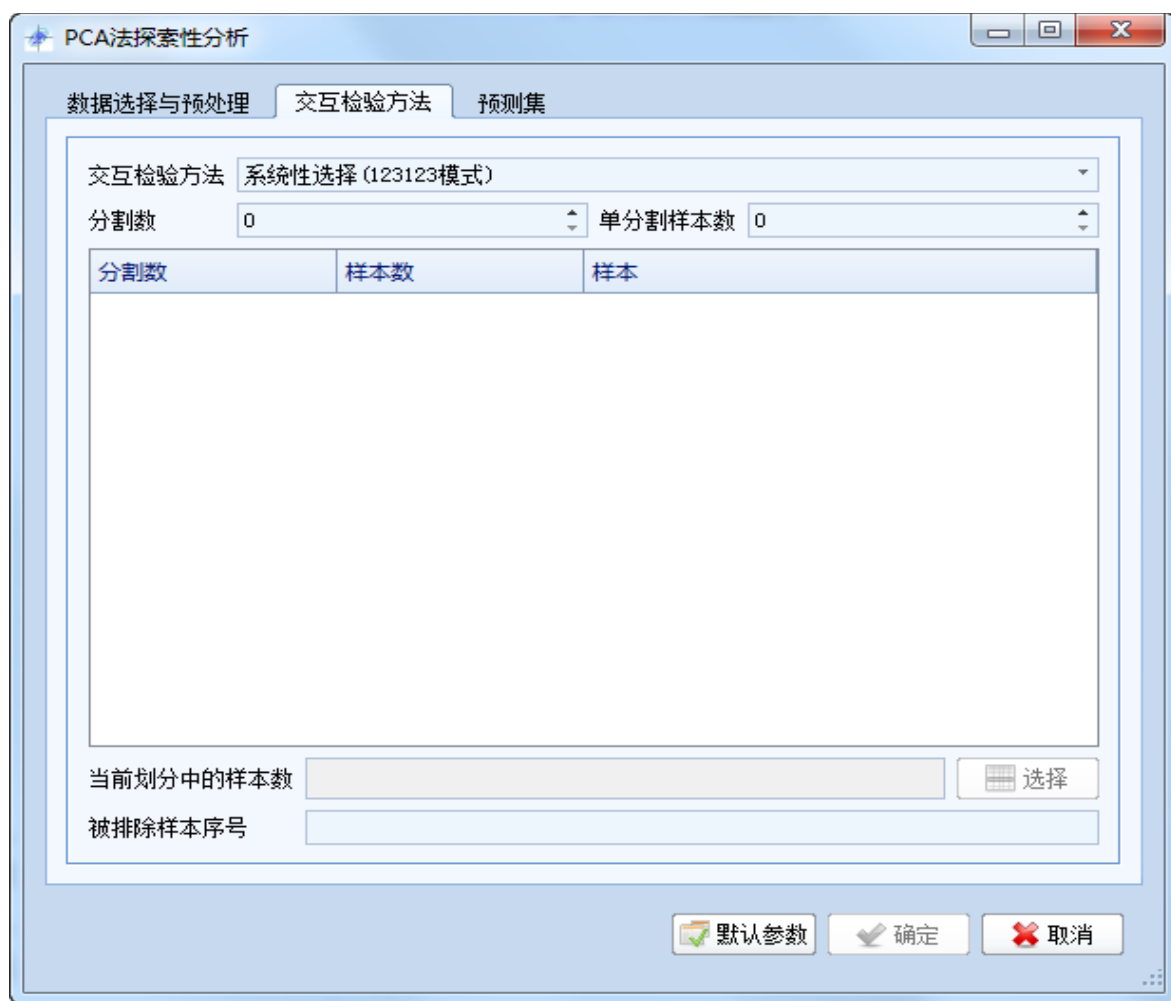 PCA法探索性分析
数据选择与预处理 交互检验方法 预测集
交互检验方法 系统性选择(123123模式)
分割数 0 单分割样本数 0
分割数 样本数 样本
当前划分中的样本数 选择
被排除样本序号
默认参数 确定 取消